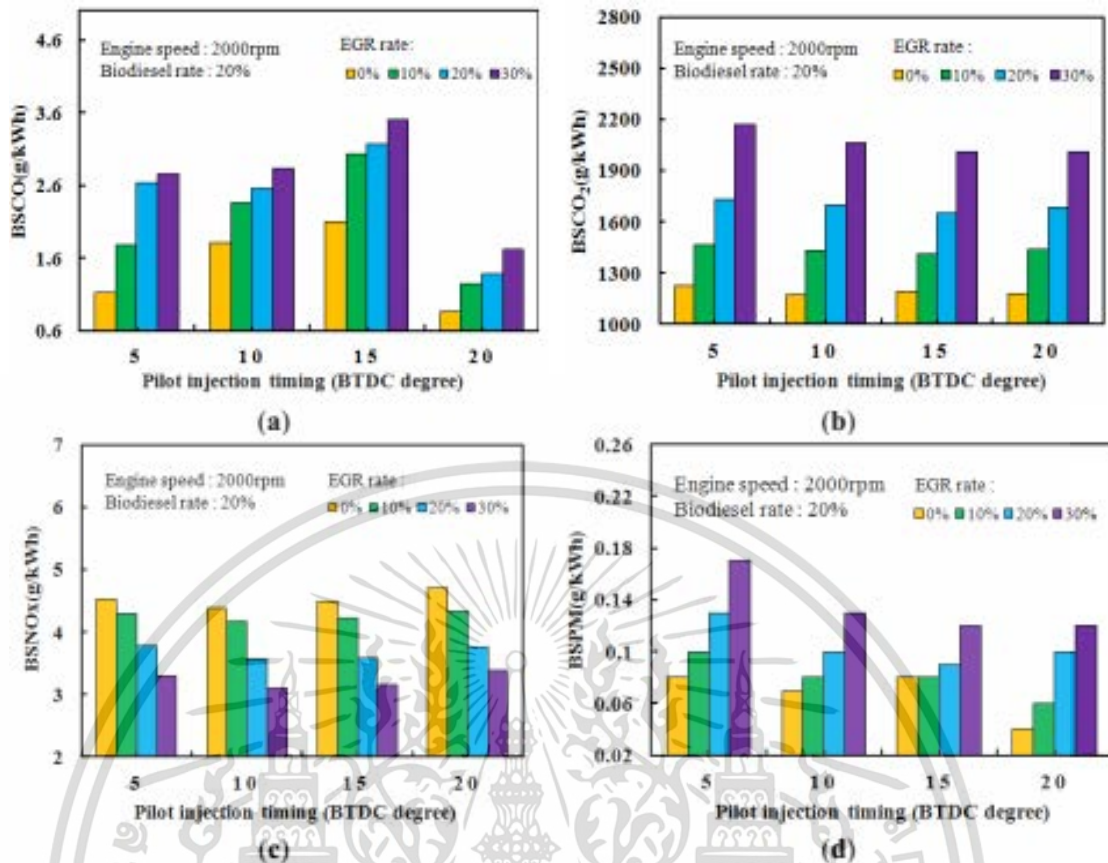 4.6
3.6
2.6
1.6
0.6
BSCO(g/kWh)
Engine speed : 2000rpm
Biodiesel rate : 20%
EGR rate :
0% 10% 20% 30%
5 10 15 20
Pilot injection timing (BTDC degree)
(a)
2800
2500
2200
1900
1600
1300
1000
BSCO₂(g/kWh)
Engine speed : 2000rpm
Biodiesel rate : 20%
EGR rate :
0% 10% 20% 30%
5 10 15 20
Pilot injection timing (BTDC degree)
(b)
7
6
5
4
3
2
BSNOx(g/kWh)
Engine speed : 2000rpm
Biodiesel rate : 20%
EGR rate :
0% 10% 20% 30%
5 10 15 20
Pilot injection timing (BTDC degree)
(c)
0.26
0.22
0.18
0.14
0.1
0.06
0.02
BSPM(g/kWh)
Engine speed : 2000rpm
Biodiesel rate : 20%
EGR rate :
0% 10% 20% 30%
5 10 15 20
Pilot injection timing (BTDC degree)
(d)